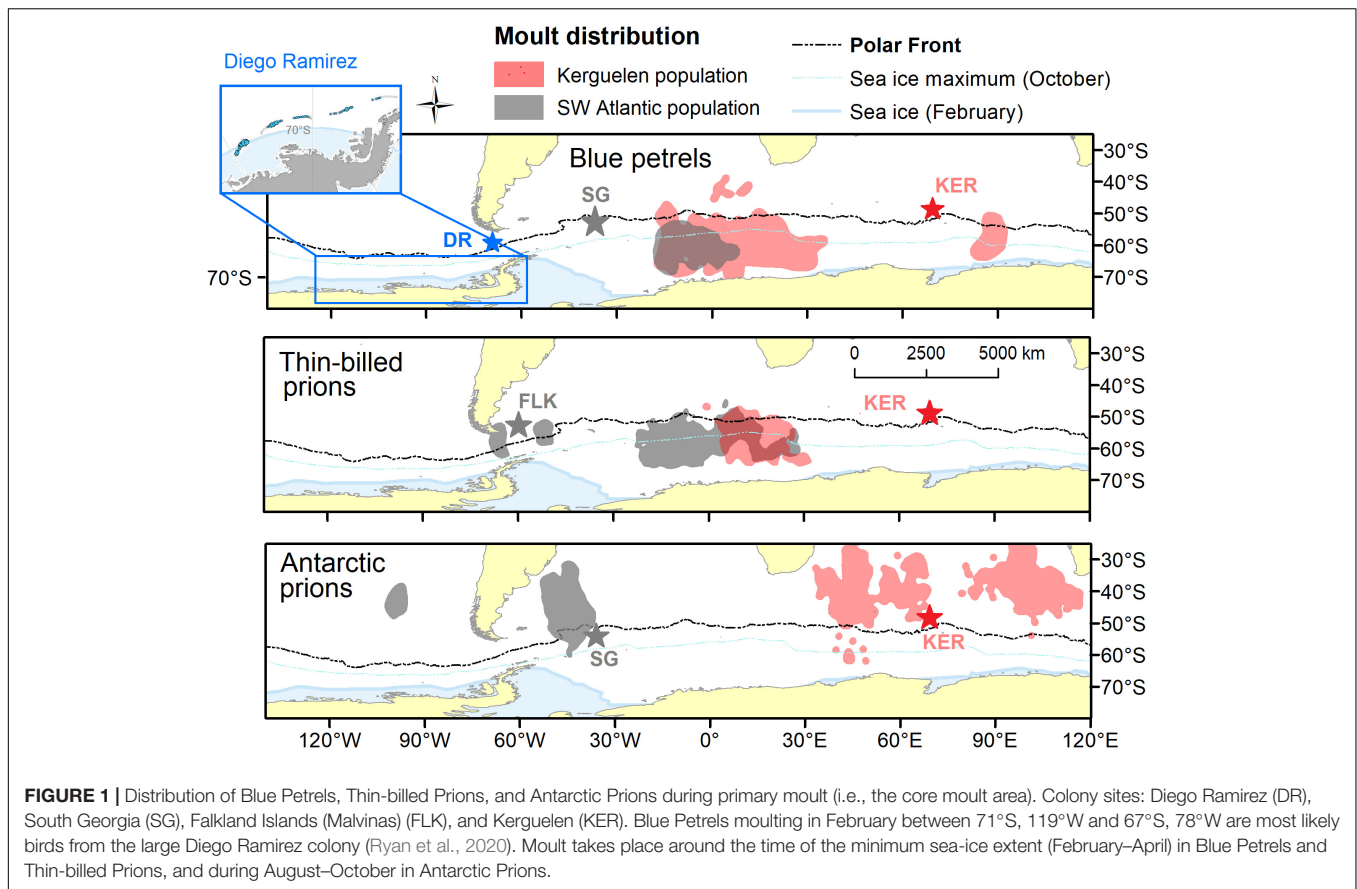 Moult distribution
Kerguelen population
SW Atlantic population
Polar Front
Sea ice maximum (October)
Sea ice (February)
Diego Ramirez
N
70°S
Blue petrels
SG
KER
DR
70°S
30°S
40°S
50°S
60°S
70°S
Thin-billed
prions
FLK
KER
0 2500 5000 km
30°S
40°S
50°S
60°S
70°S
Antarctic
prions
SG
KER
30°S
40°S
50°S
60°S
70°S
120°W 90°W 60°W 30°W 0° 30°E 60°E 90°E 120°E
FIGURE 1 | Distribution of Blue Petrels, Thin-billed Prions, and Antarctic Prions during primary moult (i.e., the core moult area). Colony sites: Diego Ramirez (DR),
South Georgia (SG), Falkland Islands (Malvinas) (FLK), and Kerguelen (KER). Blue Petrels moulting in February between 71°S, 119°W and 67°S, 78°W are most likely
birds from the large Diego Ramirez colony (Ryan et al., 2020). Moult takes place around the time of the minimum sea-ice extent (February–April) in Blue Petrels and
Thin-billed Prions, and during August–October in Antarctic Prions.